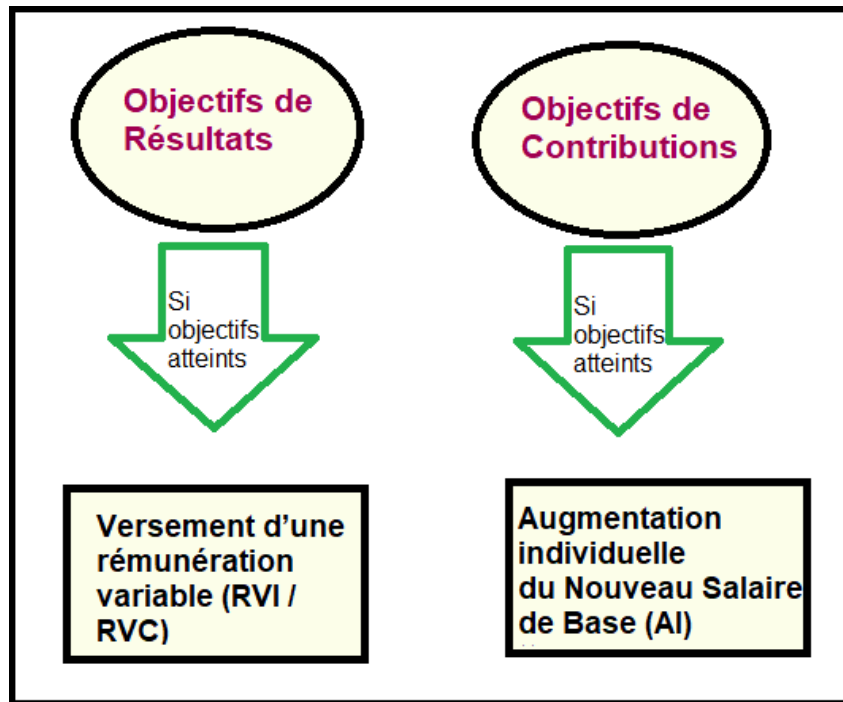 Objectifs de
Résultats
Objectifs de
Contributions
Si
objectifs
atteints
Si
objectifs
atteints
Versement d’une
rémunération
variable (RVI /
RVC)
Augmentation
individuelle
du Nouveau Salaire
de Base (AI)